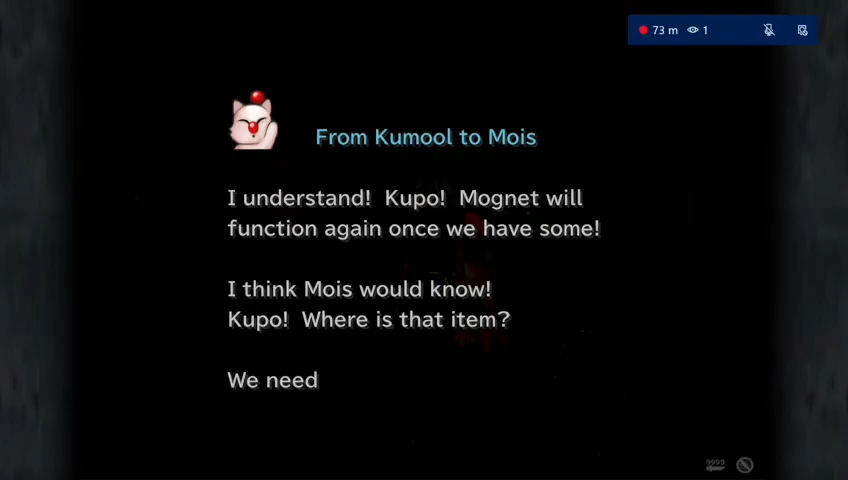 73 m 1
From Kumool to Mois
I understand! Kupo! Mognet will
function again once we have some!
I think Mois would know!
Kupo! Where is that item?
We need
9999